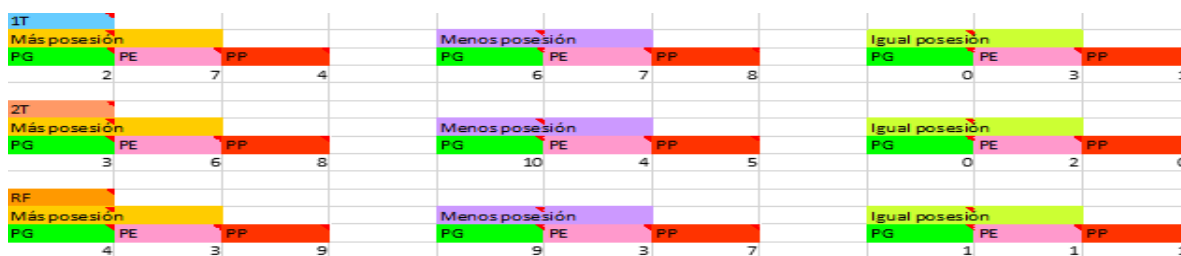 1T
Más posesión Menos posesión Igual posesión
PG PE PP PG PE PP PG PE PP
2 7 4 6 7 8 0 3 1
2T
Más posesión Menos posesión Igual posesión
PG PE PP PG PE PP PG PE PP
3 6 8 10 4 5 0 2 0
RF
Más posesión Menos posesión Igual posesión
PG PE PP PG PE PP PG PE PP
4 3 9 9 3 7 1 1 1